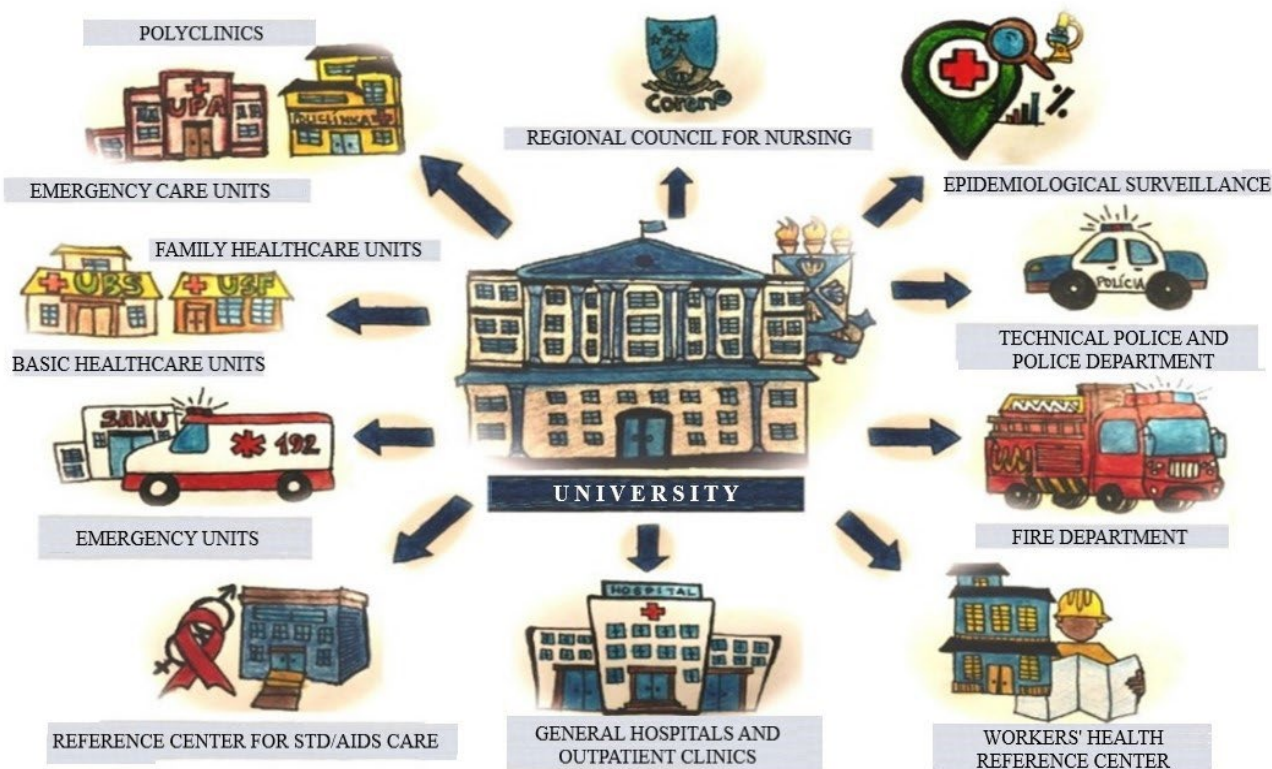 POLYCLINICS
UPA
POLICLÍNICA
EMERGENCY CARE UNITS
Coren
REGIONAL COUNCIL FOR NURSING
%
EPIDEMIOLOGICAL SURVEILLANCE
FAMILY HEALTHCARE UNITS
UBS
USF
BASIC HEALTHCARE UNITS
POLÍCIA
TECHNICAL POLICE AND
POLICE DEPARTMENT
SAMU
192
EMERGENCY UNITS
UNIVERSITY
FIRE DEPARTMENT
REFERENCE CENTER FOR STD/AIDS CARE
HOSPITAL
GENERAL HOSPITALS AND
OUTPATIENT CLINICS
WORKERS' HEALTH
REFERENCE CENTER